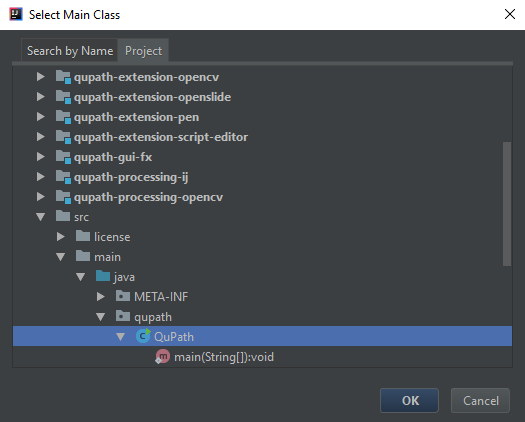 Select Main Class
Search by Name Project
qupath-extension-opencv
qupath-extension-openslide
qupath-extension-pen
qupath-extension-script-editor
qupath-gui-fx
qupath-processing-ij
qupath-processing-opencv
src
license
main
java
META-INF
qupath
QuPath
main(String[]):void
OK Cancel